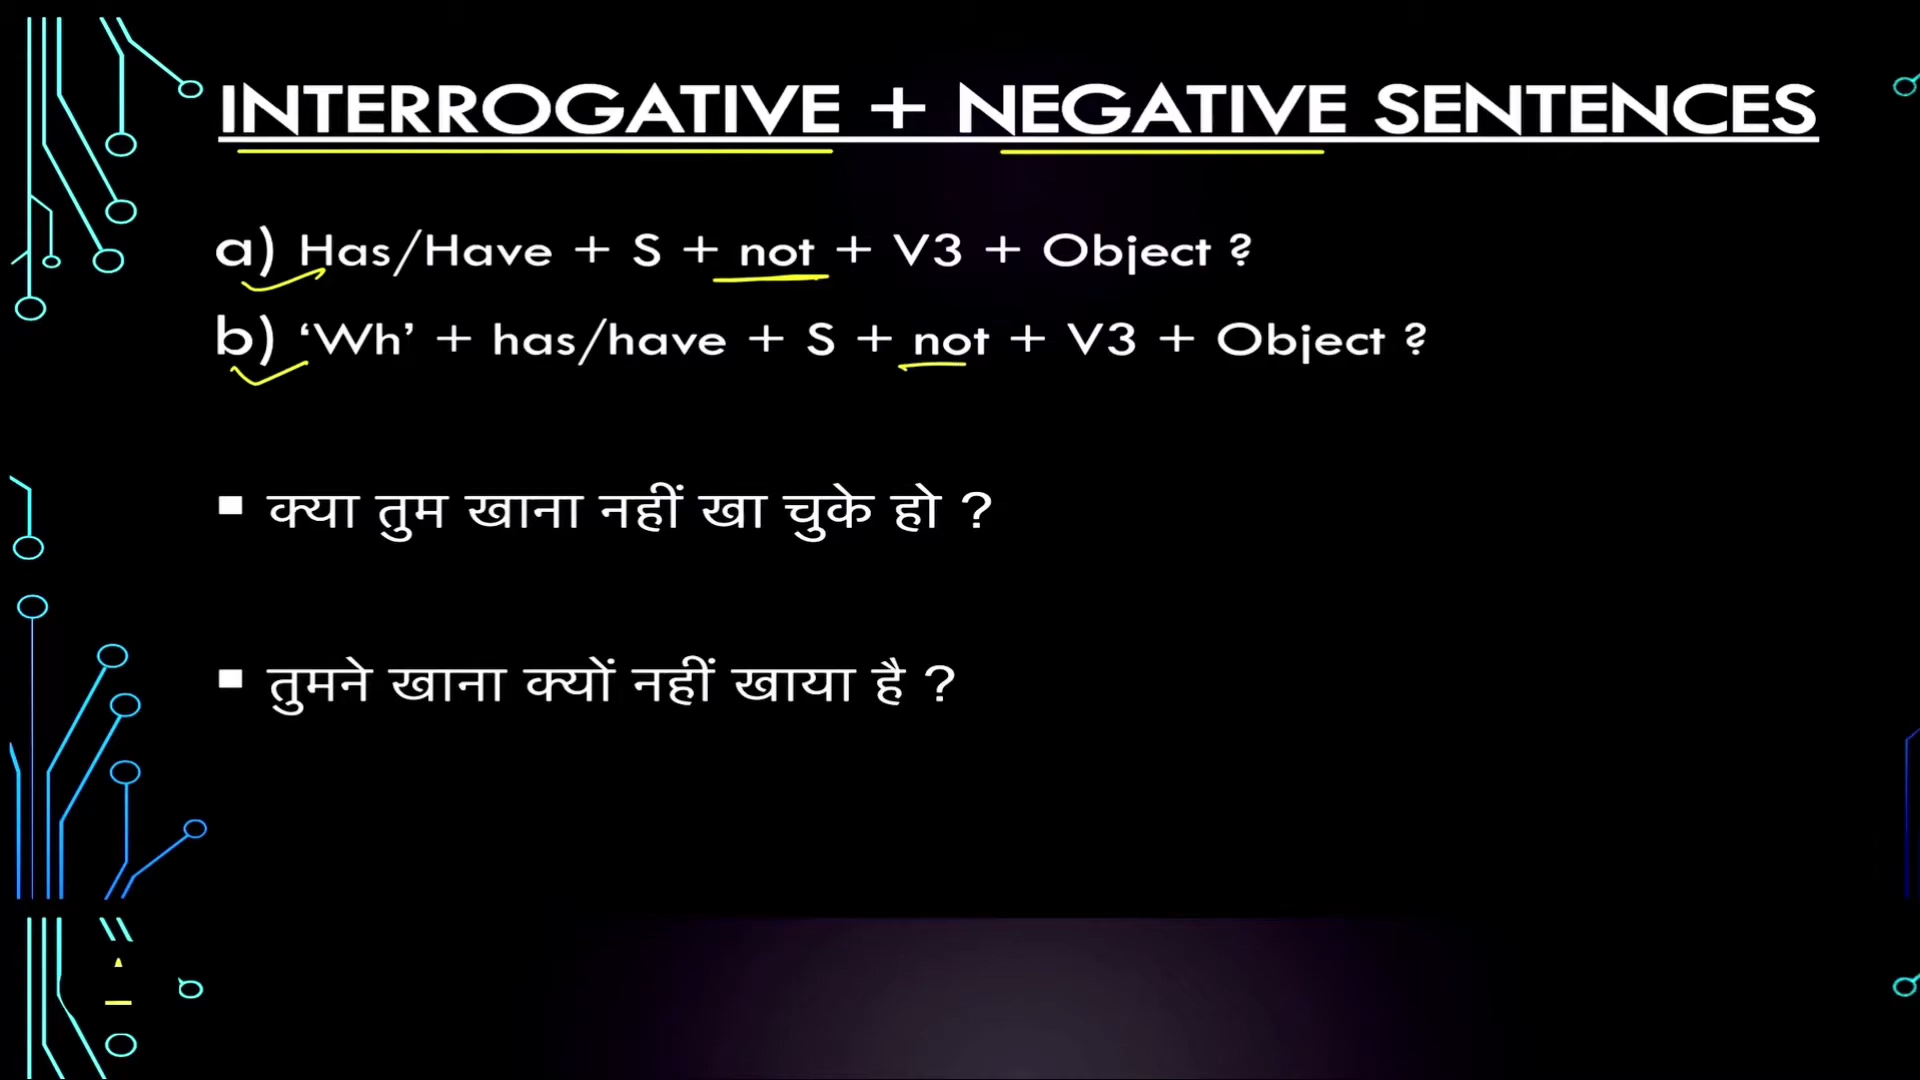 INTERROGATIVE + NEGATIVE SENTENCES
a) Has/Have + S + not + V3 + Object ?
b) ‘Wh’ + has/have + S + not + V3 + Object ?
▪ क्या तुम खाना नहीं खा चुके हो ?
▪ तुमने खाना क्यों नहीं खाया है ?